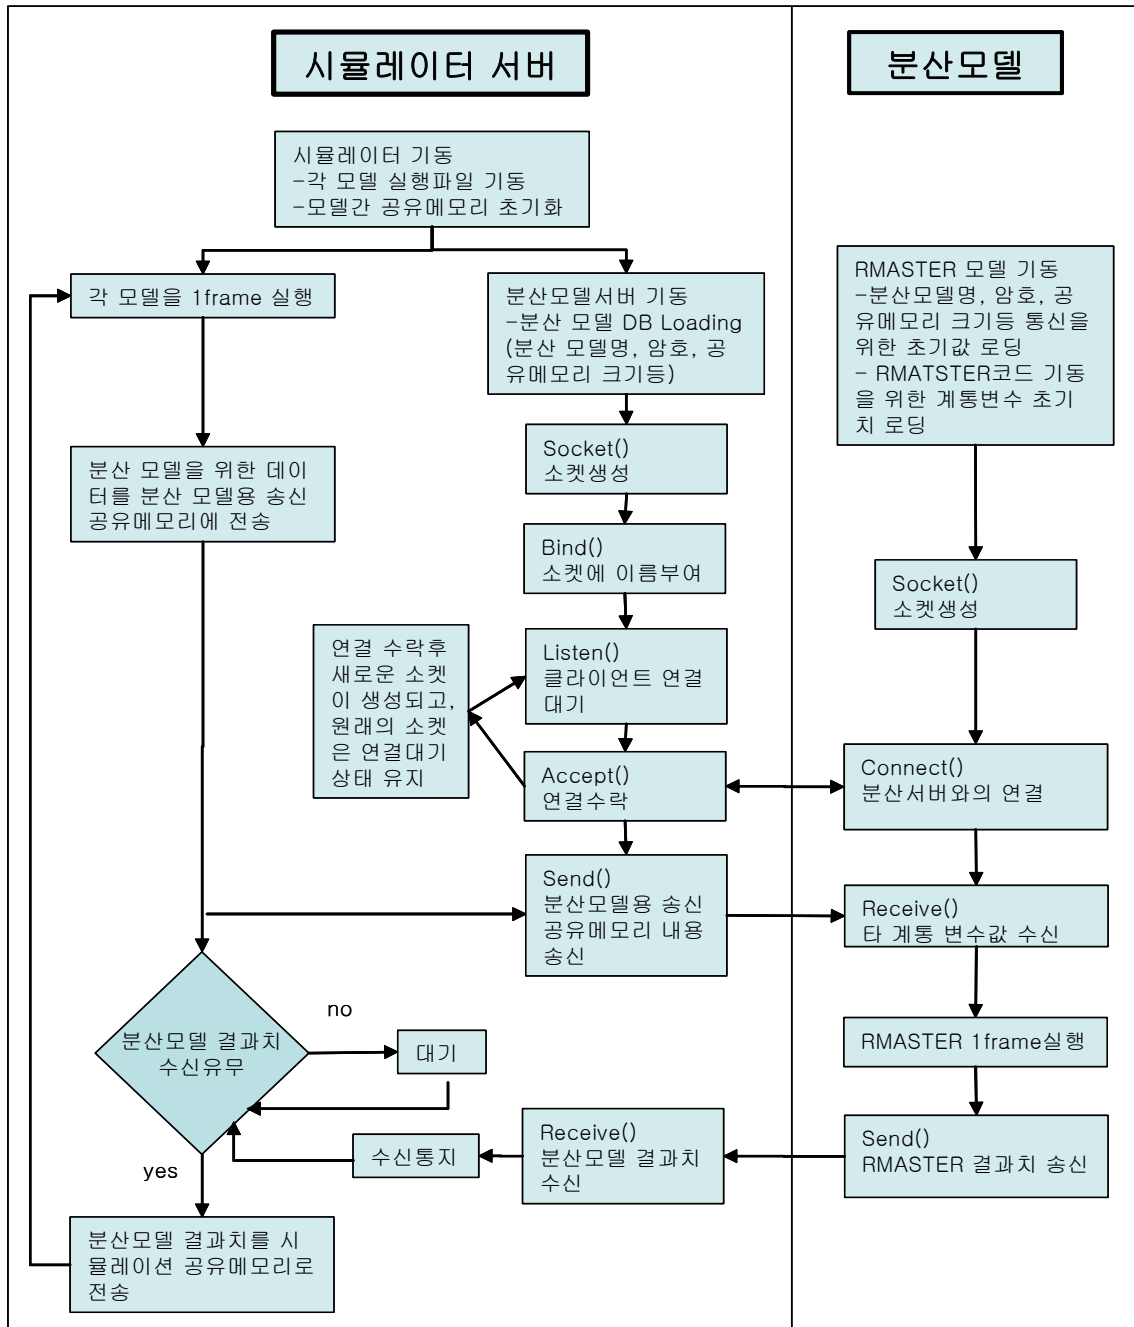 시뮬레이터 서버
분산모델
시뮬레이터 기동
-각 모델 실행파일 기동
-모델간 공유메모리 초기화
각 모델을 1frame 실행
분산모델서버 기동
-분산 모델 DB Loading
(분산 모델명, 암호, 공
유메모리 크기등)
RMASTER 모델 기동
-분산모델명, 암호, 공
유메모리 크기등 통신을
위한 초기값 로딩
- RMATSTER코드 기동
을 위한 계통변수 초기
치 로딩
분산 모델을 위한 데이
터를 분산 모델용 송신
공유메모리에 전송
Socket()
소켓생성
Bind()
소켓에 이름부여
Socket()
소켓생성
연결 수락후
새로운 소켓
이 생성되고,
원래의 소켓
은 연결대기
상태 유지
Listen()
클라이언트 연결
대기
Accept()
연결수락
Connect()
분산서버와의 연결
Send()
분산모델용 송신
공유메모리 내용
송신
Receive()
타 계통 변수값 수신
분산모델 결과치
수신유무
no
대기
RMASTER 1frame실행
yes
수신통지
Receive()
분산모델 결과치
수신
Send()
RMASTER 결과치 송신
분산모델 결과치를 시
뮬레이션 공유메모리로
전송